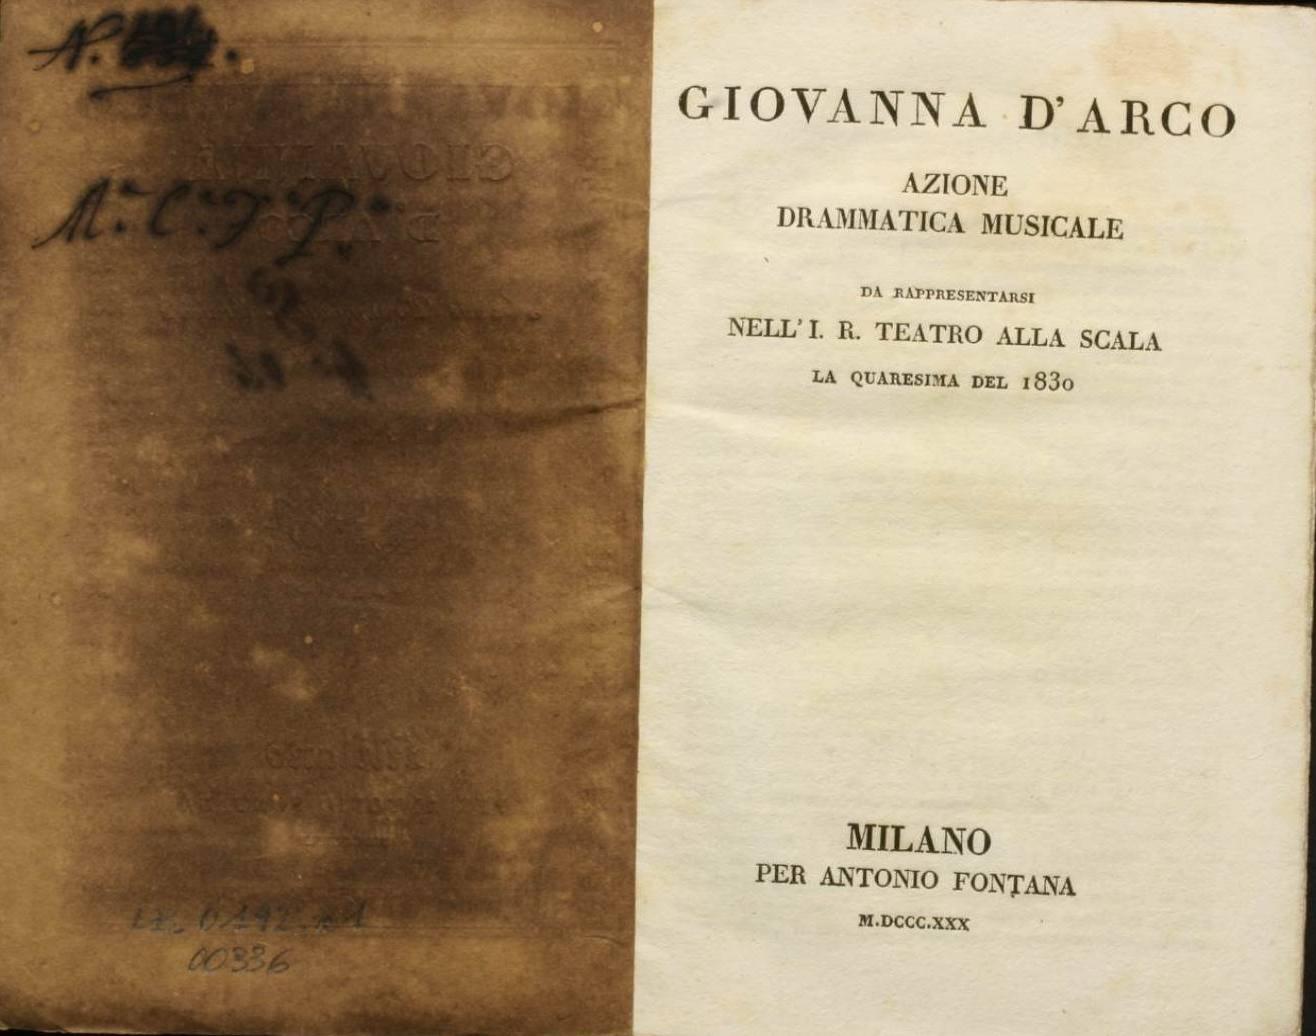 N.
00336
GIOVANNA D'ARCO
AZIONE
DRAMMATICA MUSICALE
DA RAPPRESENTARSI
NELL' I. R. TEATRO ALLA SCALA
LA QUARESIMA DEL 1830
MILANO
PER ANTONIO FONTANA
M.DCCC.XXX